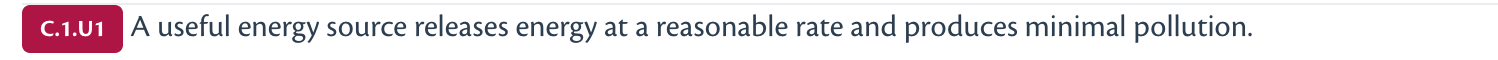 C.1.U1 A useful energy source releases energy at a reasonable rate and produces minimal pollution.